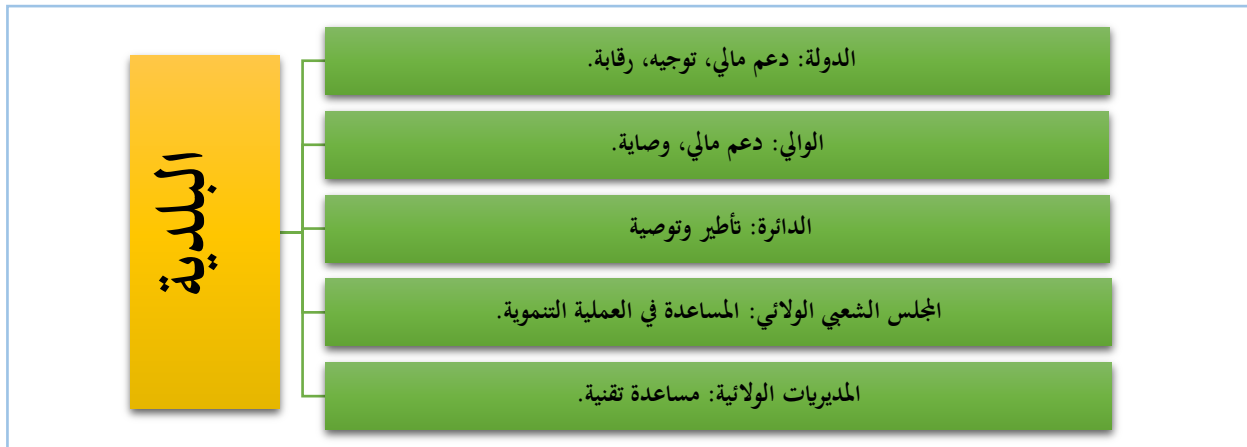 البلدية
الدولة: دعم مالي، توجيه، رقابة.
الوالي: دعم مالي، وصاية.
الدائرة: تأطير وتوصية
المجلس الشعبي الولائي: المساعدة في العملية التنموية.
المديريات الولائية: مساعدة تقنية.